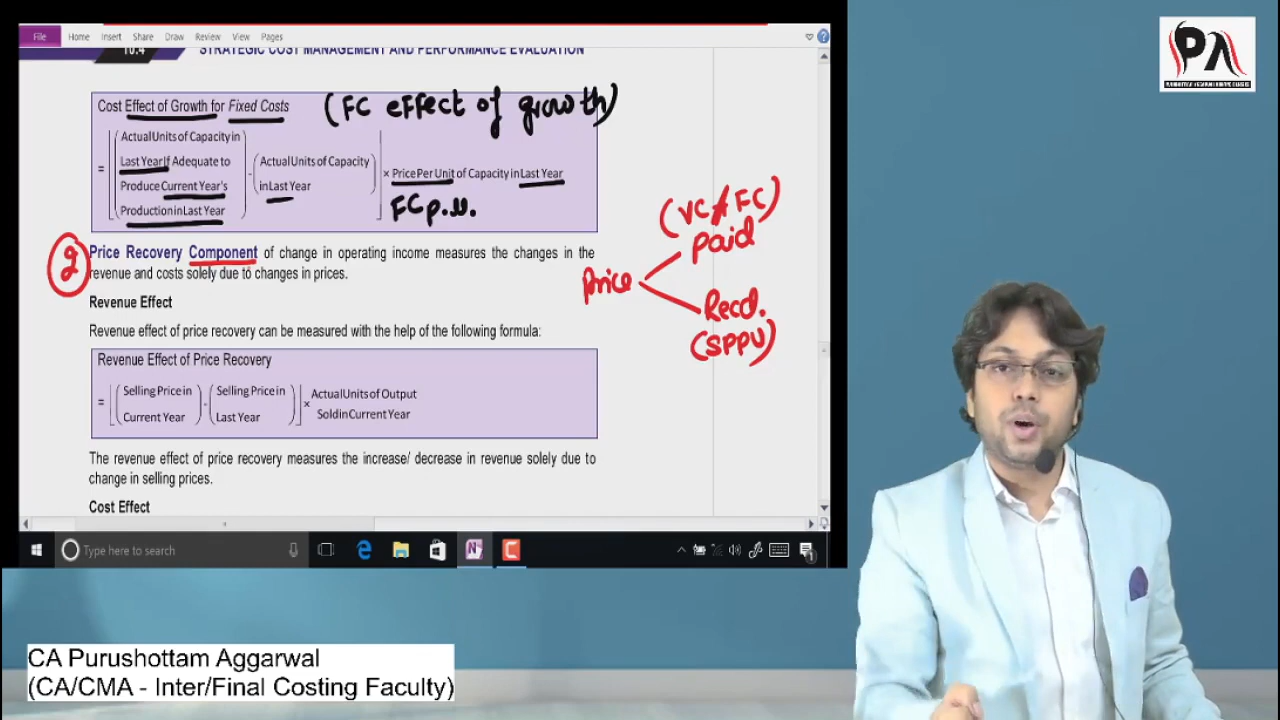 File Home Insert Share Draw Review View Pages
10.4 STRATEGIC COST MANAGEMENT AND PERFORMANCE EVALUATION
Cost Effect of Growth for Fixed Costs
(FC effect of growth)
Actual Units of Capacity in
Last Year If Adequate to
Produce Current Year's
Production in Last Year
-
Actual Units of Capacity
in Last Year
× Price Per Unit of Capacity in Last Year
=
FC p.u.
2
Price Recovery Component of change in operating income measures the changes in the
revenue and costs solely due to changes in prices.
Price
(VC & FC)
paid
Recd.
(SPPU)
Revenue Effect
Revenue effect of price recovery can be measured with the help of the following formula:
Revenue Effect of Price Recovery
=
Selling Price in
Current Year
-
Selling Price in
Last Year
×
Actual Units of Output
Sold in Current Year
The revenue effect of price recovery measures the increase/ decrease in revenue solely due to
change in selling prices.
Cost Effect
Type here to search
PA
CA Purushottam Aggarwal
(CA/CMA - Inter/Final Costing Faculty)